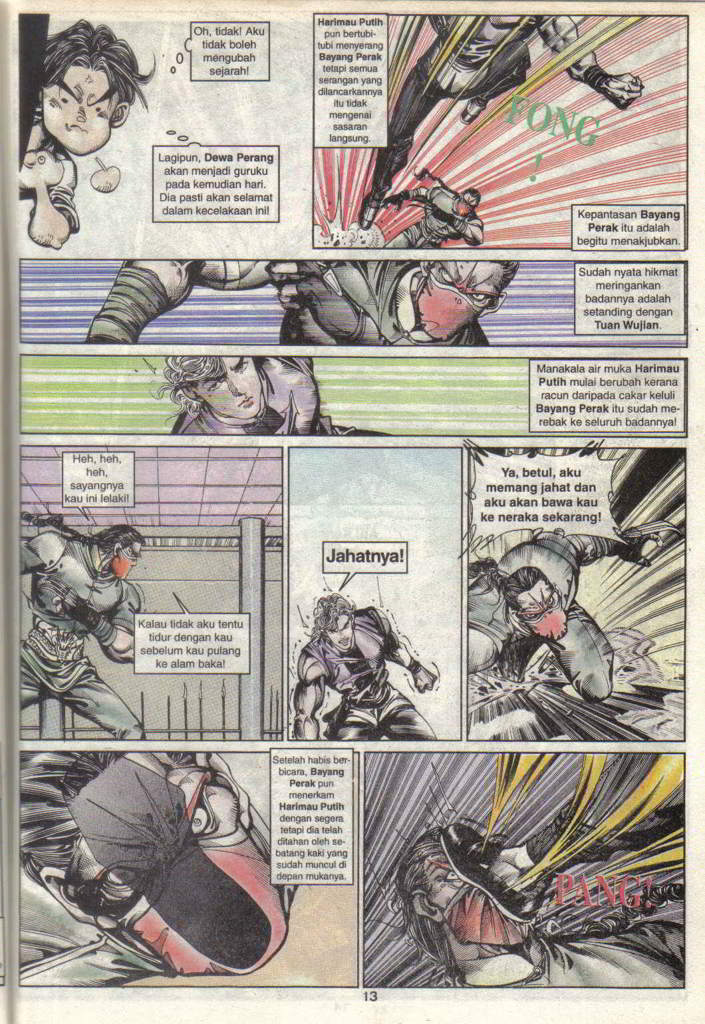 Oh, tidak! Aku
tidak boleh
mengubah
sejarah!
Lagipun, Dewa Perang
akan menjadi guruku
pada kemudian hari.
Dia pasti akan selamat
dalam kecelakaan ini!
Harimau Putih
pun bertubi-
tubi menyerang
Bayang Perak
tetapi semua
serangan yang
dilancarkannya
itu tidak
mengenai
sasaran
langsung.
FONG
!
Kepantasan Bayang
Perak itu adalah
begitu menakjubkan.
Sudah nyata hikmat
meringankan
badannya adalah
setanding dengan
Tuan Wujian.
Manakala air muka Harimau
Putih mulai berubah kerana
racun daripada cakar keluli
Bayang Perak itu sudah me-
rebak ke seluruh badannya!
Heh, heh,
heh,
sayangnya
kau ini lelaki!
Kalau tidak aku tentu
tidur dengan kau
sebelum kau pulang
ke alam baka!
Jahatnya!
Ya, betul, aku
memang jahat dan
aku akan bawa kau
ke neraka sekarang!
Setelah habis ber-
bicara, Bayang
Perak pun
menerkam
Harimau Putih
dengan segera
tetapi dia telah
ditahan oleh se-
batang kaki yang
sudah muncul di
depan mukanya.
PANG!
13